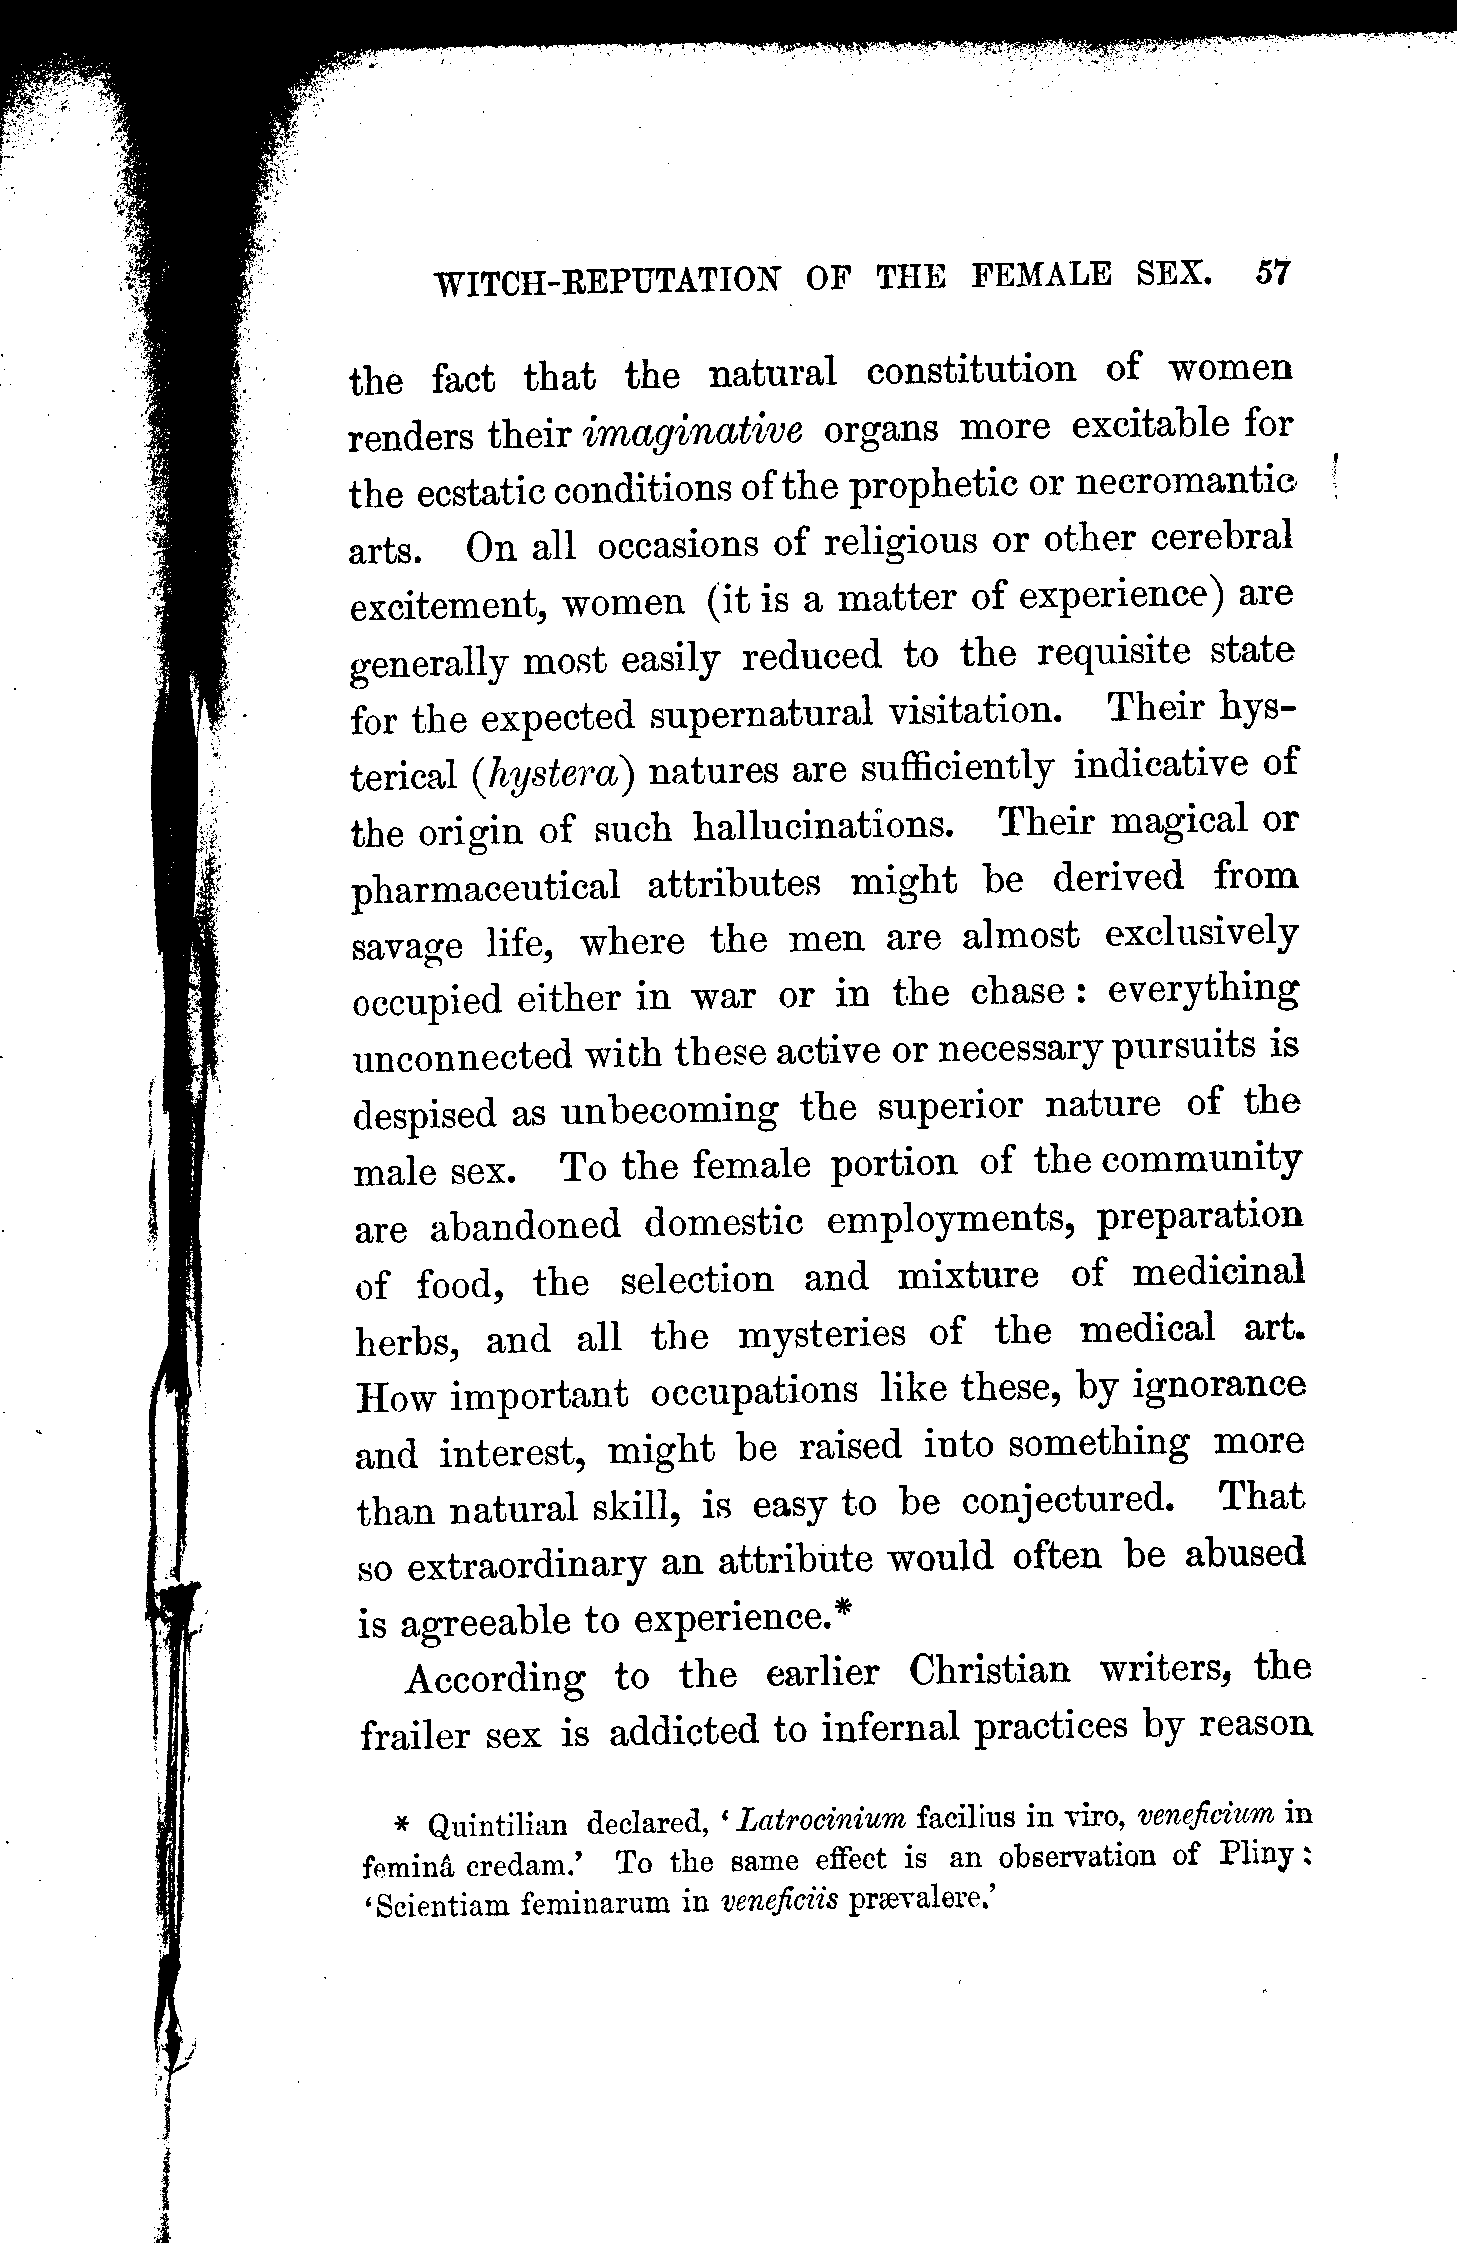 WITCH-REPUTATION OF THE FEMALE SEX. 57
the fact that the natural constitution of women
renders their imaginative organs more excitable for
the ecstatic conditions of the prophetic or necromantic
arts. On all occasions of religious or other cerebral
excitement, women (it is a matter of experience) are
generally most easily reduced to the requisite state
for the expected supernatural visitation. Their hys-
terical (hystera) natures are sufficiently indicative of
the origin of such hallucinations. Their magical or
pharmaceutical attributes might be derived from
savage life, where the men are almost exclusively
occupied either in war or in the chase : everything
unconnected with these active or necessary pursuits is
despised as unbecoming the superior nature of the
male sex. To the female portion of the community
are abandoned domestic employments, preparation
of food, the selection and mixture of medicinal
herbs, and all the mysteries of the medical art.
How important occupations like these, by ignorance
and interest, might be raised into something more
than natural skill, is easy to be conjectured. That
so extraordinary an attribute would often be abused
is agreeable to experience.*
According to the earlier Christian writers, the
frailer sex is addicted to infernal practices by reason
* Quintilian declared, ‘Latrocinium facilius in viro, veneficium in
feminâ credam.’ To the same effect is an observation of Pliny :
‘Scientiam feminarum in veneficiis prævalere.’